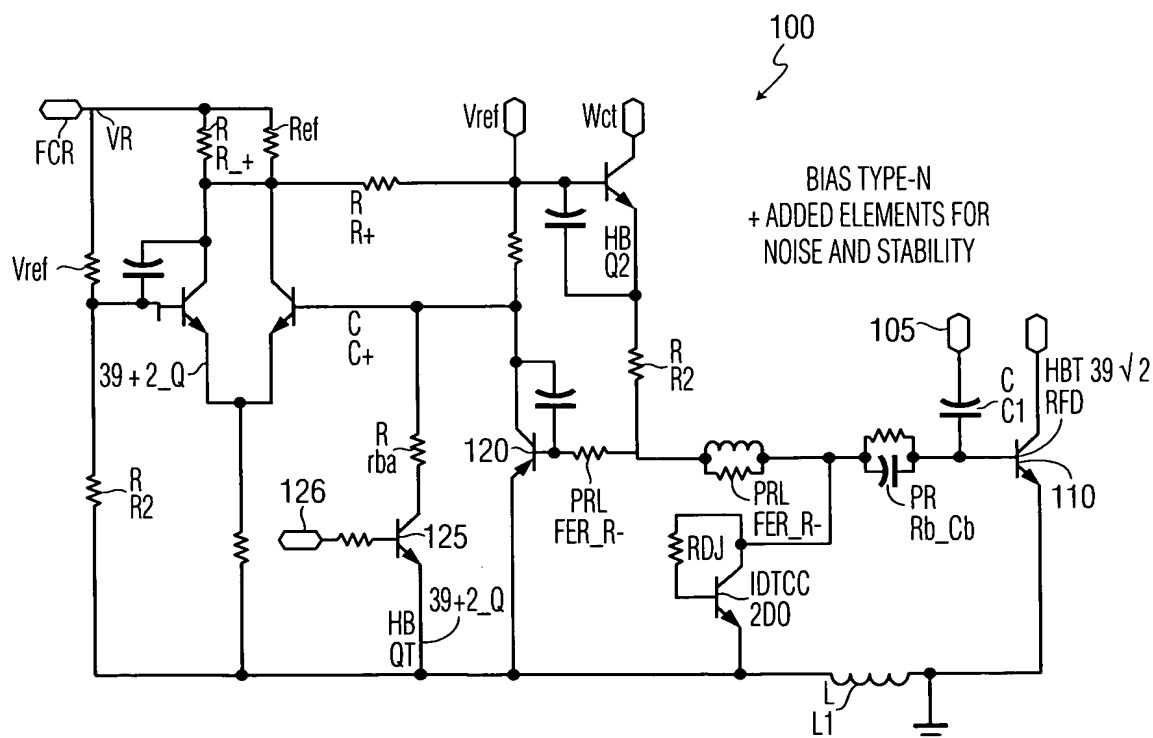 100
FCR
VR
R
R_+
Ref
Vref
Wct
BIAS TYPE-N
+ ADDED ELEMENTS FOR
NOISE AND STABILITY
R
R+
HB
Q2
Vref
39+2_Q
C
C+
R
R2
105
C
C1
HBT 39 √2
RFD
110
R
rba
120
PRL
FER_R-
PRL
FER_R-
PR
Rb_Cb
R
R2
126
125
RDJ
IDTCC
2DO
39+2_Q
HB
QT
L
L1